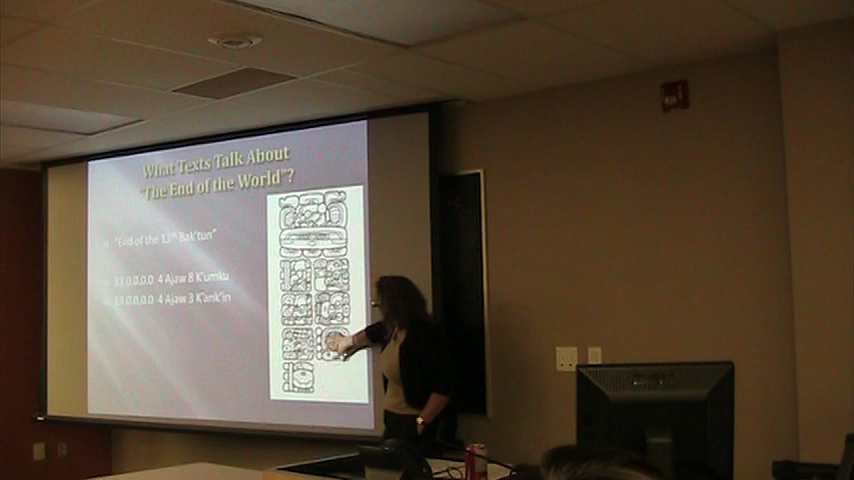 What Texts Talk About
"The End of the World"?
"End of the 13th Bak'tun"
13.0.0.0.0 4 Ajaw 8 K'umku
13.0.0.0.0 4 Ajaw 3 K'ank'in